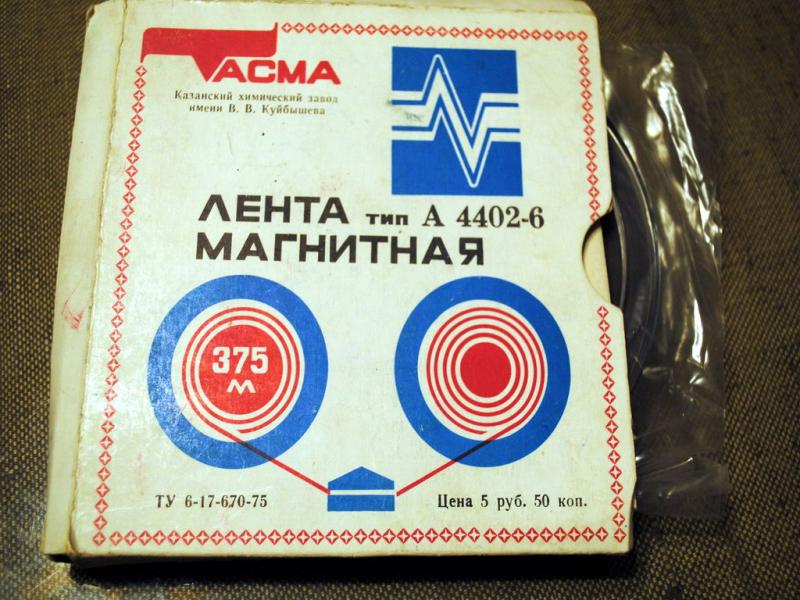 ТАСМА
Казанский химический завод
имени В. В. Куйбышева
ЛЕНТА тип А 4402-6
МАГНИТНАЯ
375
м
ТУ 6-17-670-75
Цена 5 руб. 50 коп.